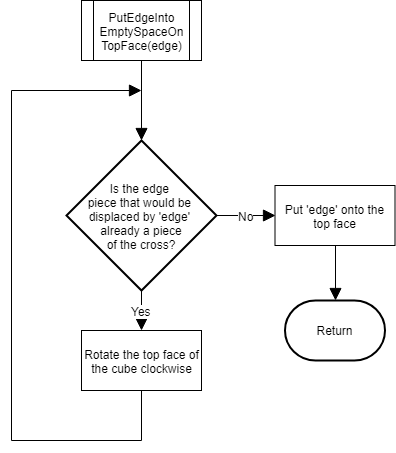 PutEdgeInto
EmptySpaceOn
TopFace(edge)
Is the edge
piece that would be
displaced by 'edge'
already a piece
of the cross?
No
Put 'edge' onto the
top face
Yes
Return
Rotate the top face of
the cube clockwise